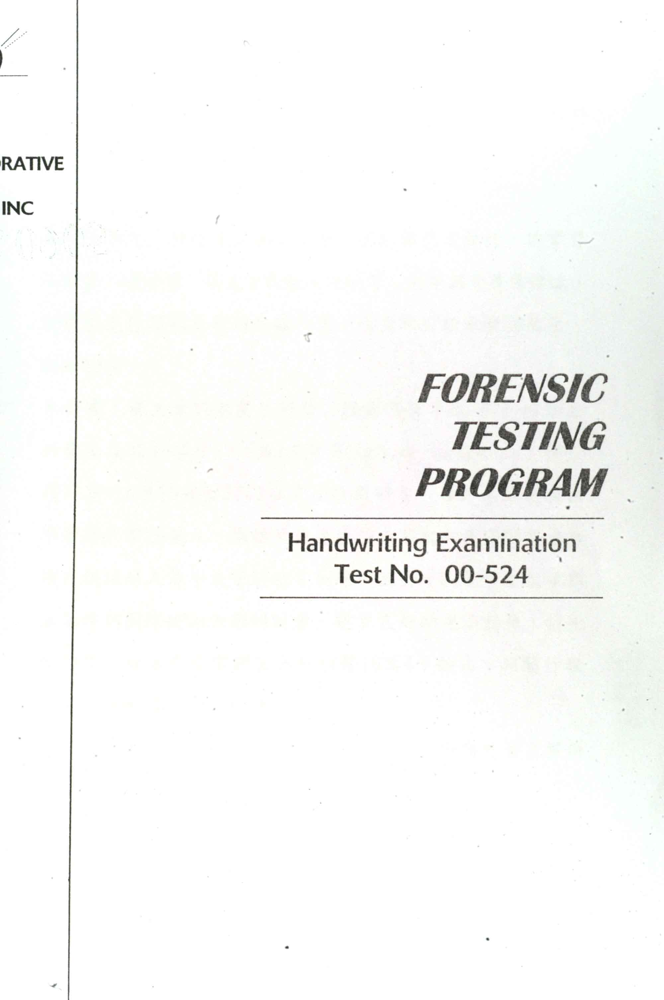 RATIVE
INC
FORENSIC
TESTING
PROGRAM
Handwriting Examination
Test No. 00-524